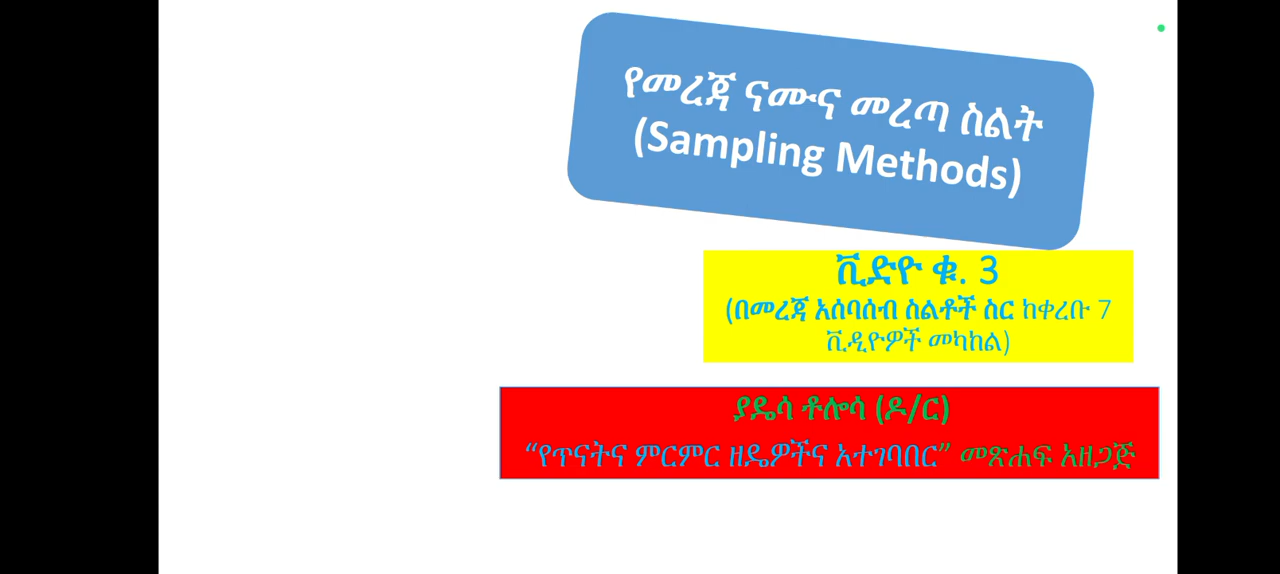 የመረጃ ናሙና መረጣ ስልት
(Sampling Methods)
ቪድዮ ቁ. 3
(በመረጃ አሰባሰብ ስልቶች ስር ከቀረቡ 7
ቪዲዮዎች መካከል)
ያዴሳ ቶሎሳ (ዶ/ር)
“የጥናትና ምርምር ዘዴዎችና አተገባበር” መጽሐፍ አዘጋጅ